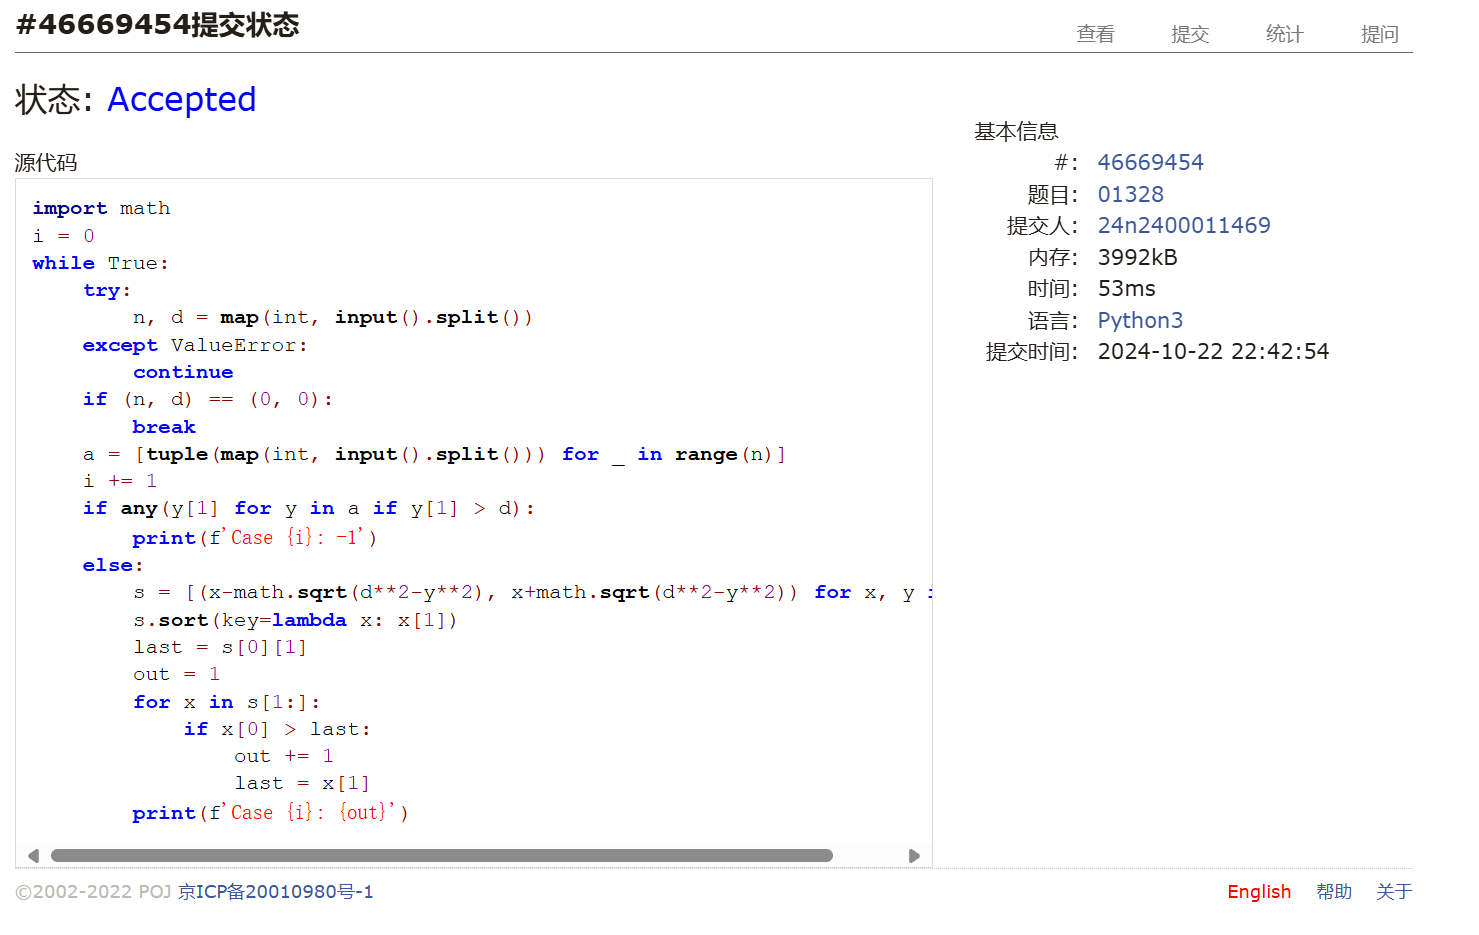 #46669454提交状态
查看 提交 统计 提问
状态: Accepted
源代码
import math
i = 0
while True:
    try:
        n, d = map(int, input().split())
    except ValueError:
        continue
    if (n, d) == (0, 0):
        break
    a = [tuple(map(int, input().split())) for _ in range(n)]
    i += 1
    if any(y[1] for y in a if y[1] > d):
        print(f'Case {i}: -1')
    else:
        s = [(x-math.sqrt(d**2-y**2), x+math.sqrt(d**2-y**2)) for x, y
        s.sort(key=lambda x: x[1])
        last = s[0][1]
        out = 1
        for x in s[1:]:
            if x[0] > last:
                out += 1
                last = x[1]
        print(f'Case {i}: {out}')
基本信息
#: 46669454
题目: 01328
提交人: 24n2400011469
内存: 3992kB
时间: 53ms
语言: Python3
提交时间: 2024-10-22 22:42:54
©2002-2022 POJ 京ICP备20010980号-1
English 帮助 关于